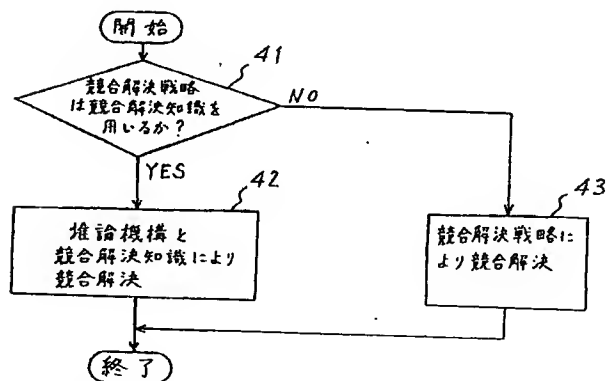 開始
41
競合解決戦略
は競合解決知識を
用いるか?
NO
YES
42
推論機構と
競合解決知識により
競合解決
43
競合解決戦略に
より競合解決
終了